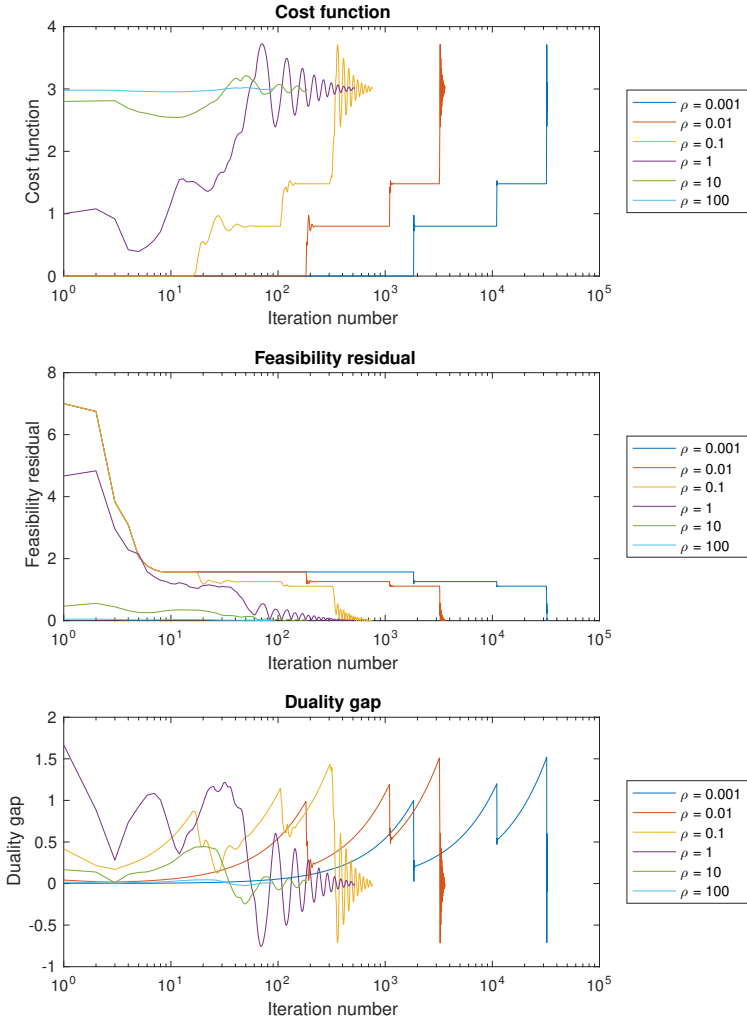 Cost function
4
3
2
1
0
Cost function
10^0
10^1
10^2
10^3
10^4
10^5
Iteration number
ρ = 0.001
ρ = 0.01
ρ = 0.1
ρ = 1
ρ = 10
ρ = 100
Feasibility residual
8
6
4
2
0
Feasibility residual
10^0
10^1
10^2
10^3
10^4
10^5
Iteration number
ρ = 0.001
ρ = 0.01
ρ = 0.1
ρ = 1
ρ = 10
ρ = 100
Duality gap
2
1.5
1
0.5
0
-0.5
-1
Duality gap
10^0
10^1
10^2
10^3
10^4
10^5
Iteration number
ρ = 0.001
ρ = 0.01
ρ = 0.1
ρ = 1
ρ = 10
ρ = 100